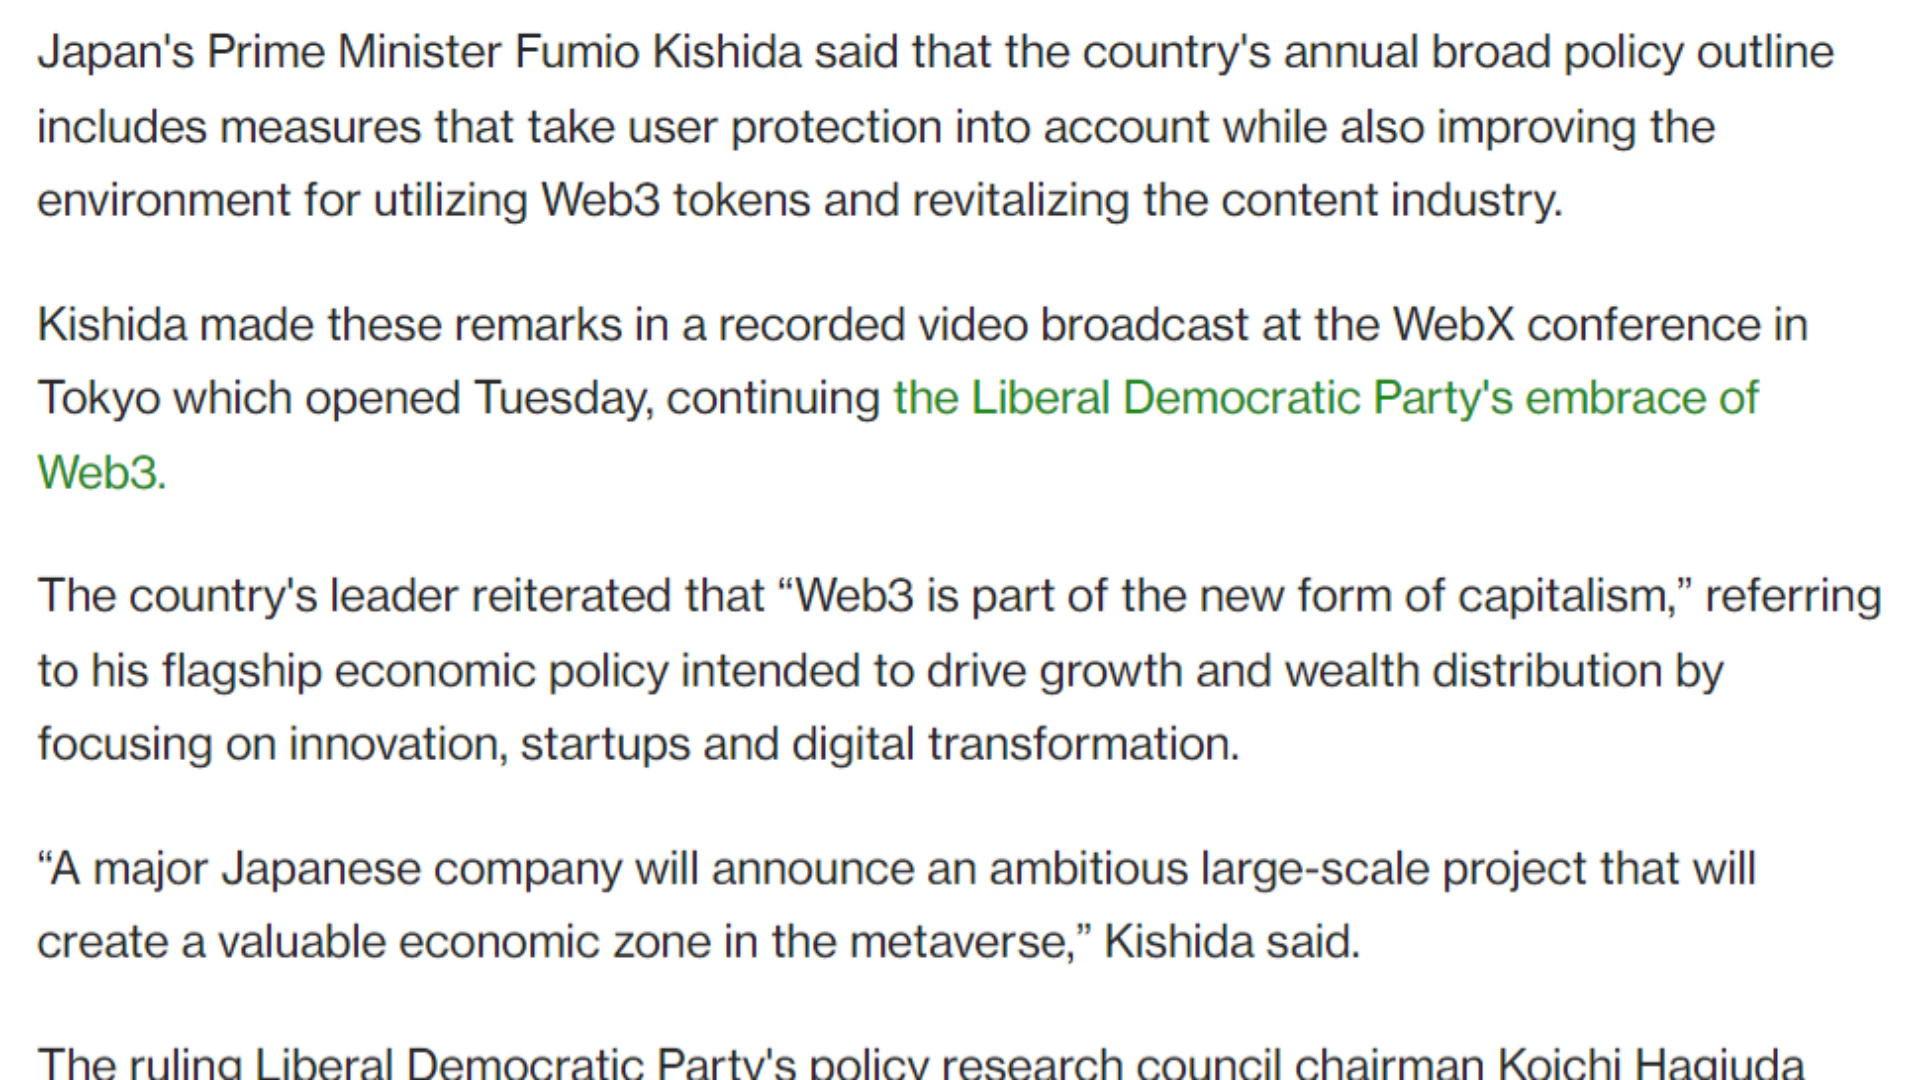 Japan's Prime Minister Fumio Kishida said that the country's annual broad policy outline
includes measures that take user protection into account while also improving the
environment for utilizing Web3 tokens and revitalizing the content industry.
Kishida made these remarks in a recorded video broadcast at the WebX conference in
Tokyo which opened Tuesday, continuing the Liberal Democratic Party's embrace of
Web3.
The country's leader reiterated that “Web3 is part of the new form of capitalism,” referring
to his flagship economic policy intended to drive growth and wealth distribution by
focusing on innovation, startups and digital transformation.
“A major Japanese company will announce an ambitious large-scale project that will
create a valuable economic zone in the metaverse,” Kishida said.
The ruling Liberal Democratic Party's policy research council chairman Koichi Hagiuda